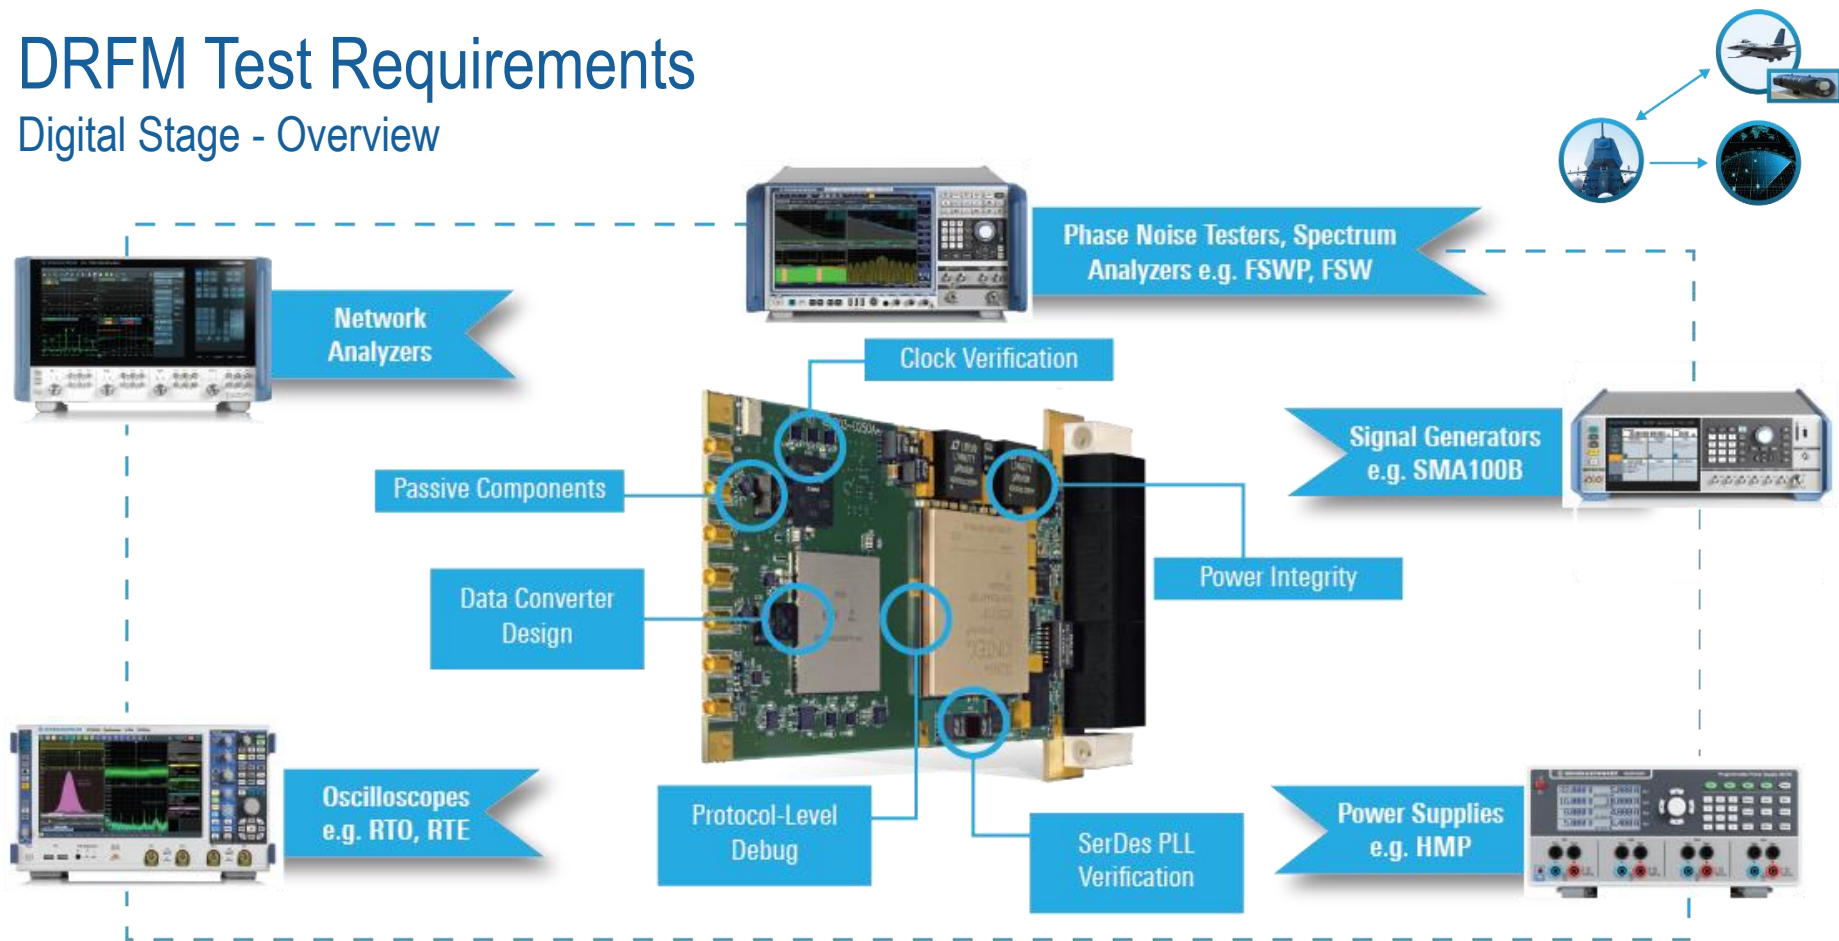 DRFM Test Requirements
Digital Stage - Overview
Phase Noise Testers, Spectrum
Analyzers e.g. FSWP, FSW
Network
Analyzers
Clock Verification
Signal Generators
e.g. SMA100B
Passive Components
Power Integrity
Data Converter
Design
Oscilloscopes
e.g. RTO, RTE
Protocol-Level
Debug
SerDes PLL
Verification
Power Supplies
e.g. HMP